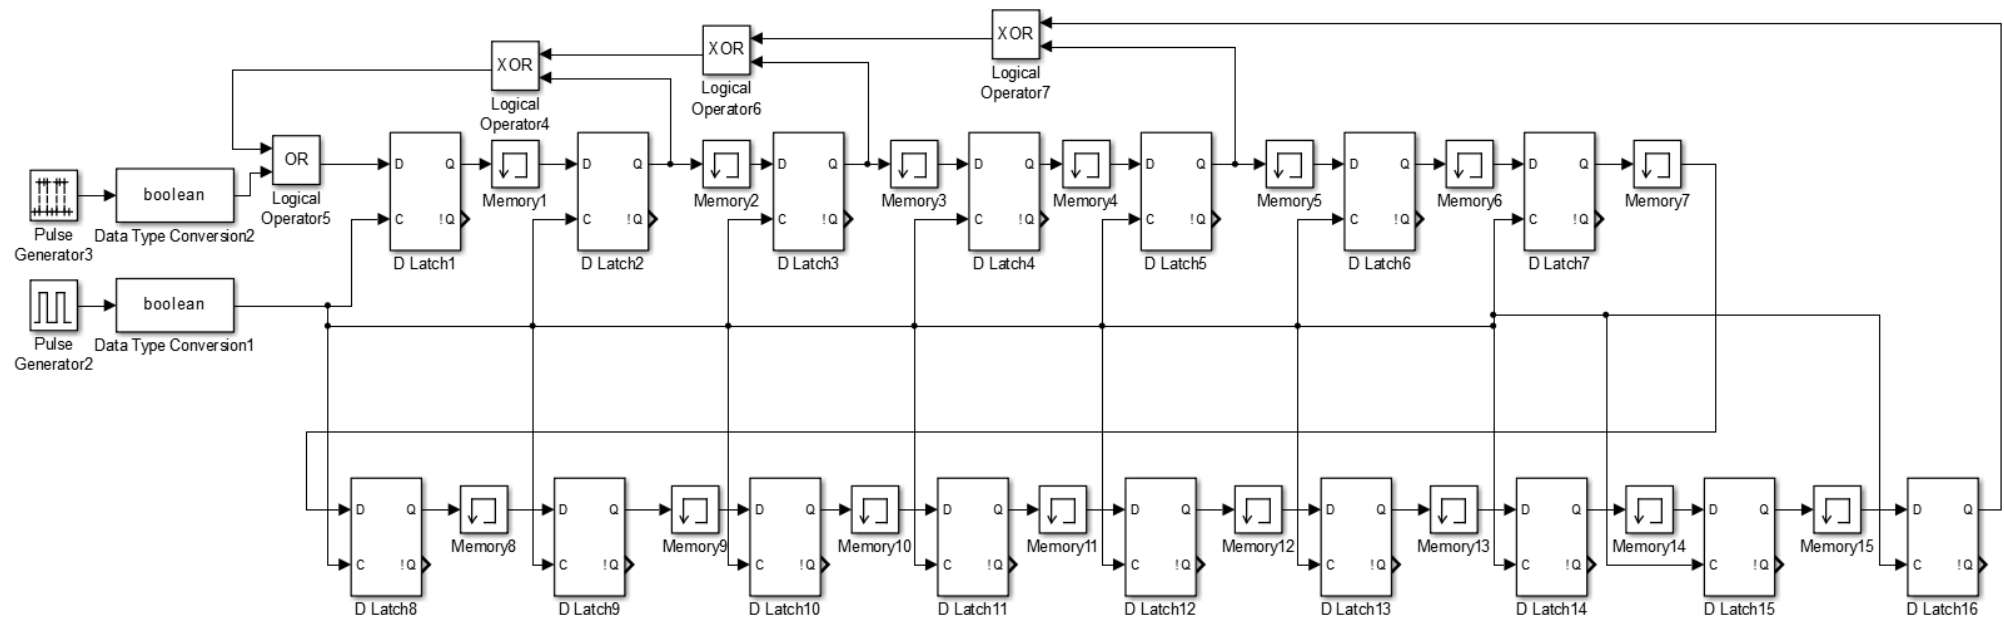 XOR
Logical
Operator7
XOR
Logical
Operator6
XOR
Logical
Operator4
OR
Logical
Operator5
Pulse
Generator3
boolean
Data Type Conversion2
Pulse
Generator2
boolean
Data Type Conversion1
D Q
C !Q
D Latch1
Memory1
D Q
C !Q
D Latch2
Memory2
D Q
C !Q
D Latch3
Memory3
D Q
C !Q
D Latch4
Memory4
D Q
C !Q
D Latch5
Memory5
D Q
C !Q
D Latch6
Memory6
D Q
C !Q
D Latch7
Memory7
D Q
C !Q
D Latch8
Memory8
D Q
C !Q
D Latch9
Memory9
D Q
C !Q
D Latch10
Memory10
D Q
C !Q
D Latch11
Memory11
D Q
C !Q
D Latch12
Memory12
D Q
C !Q
D Latch13
Memory13
D Q
C !Q
D Latch14
Memory14
D Q
C !Q
D Latch15
Memory15
D Q
C !Q
D Latch16